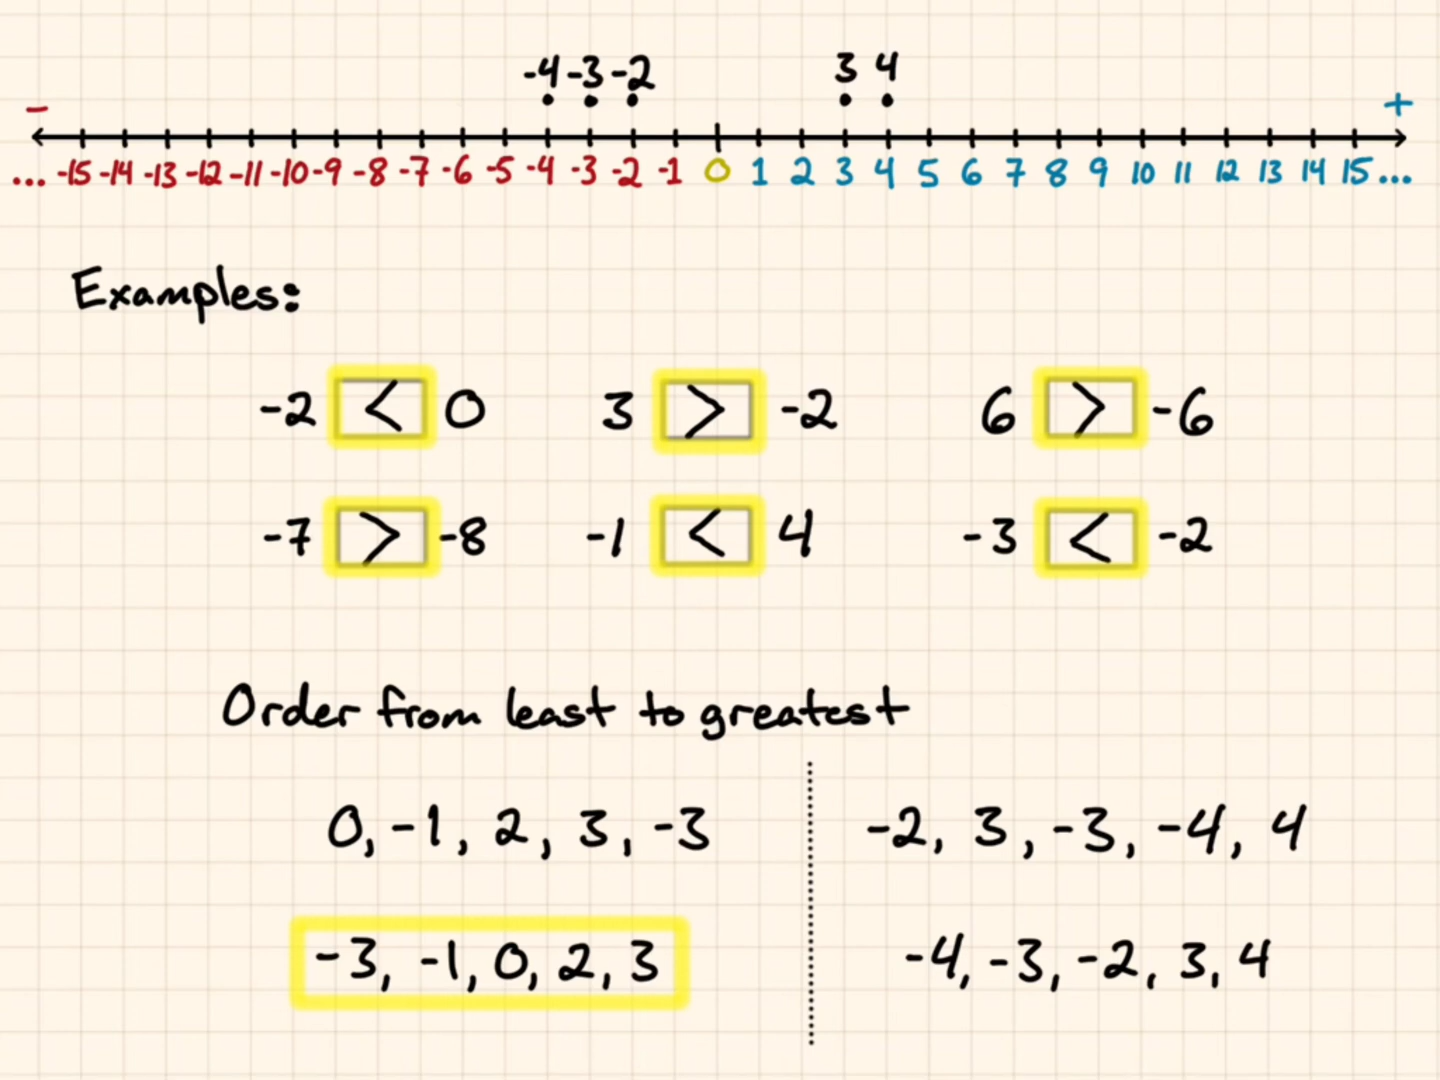 -4 -3 -2 3 4
- +
... -15 -14 -13 -12 -11 -10 -9 -8 -7 -6 -5 -4 -3 -2 -1 0 1 2 3 4 5 6 7 8 9 10 11 12 13 14 15 ...
Examples:
-2 < 0 3 > -2 6 > -6
-7 > -8 -1 < 4 -3 < -2
Order from least to greatest
0, -1, 2, 3, -3 -2, 3, -3, -4, 4
-3, -1, 0, 2, 3 -4, -3, -2, 3, 4